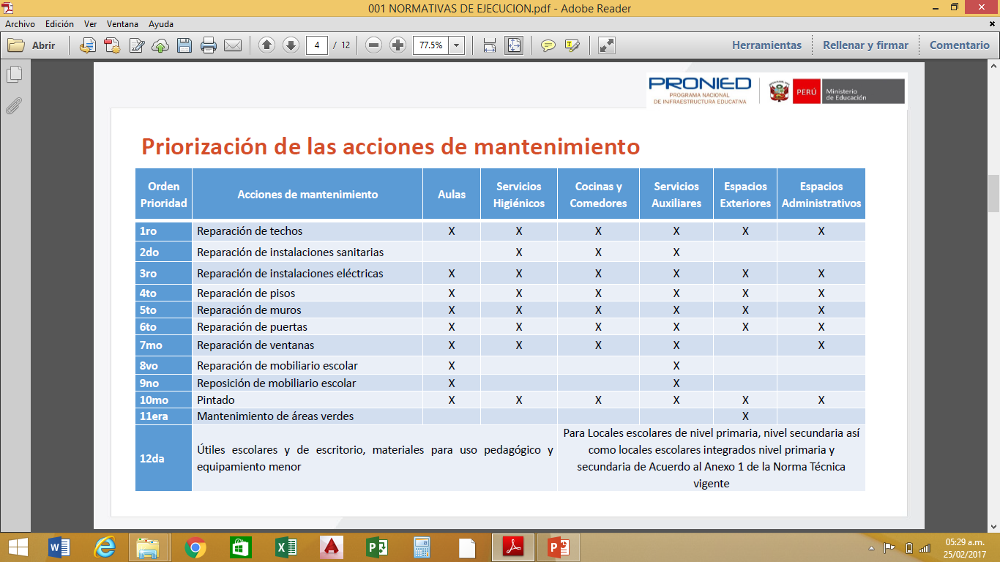 001 NORMATIVAS DE EJECUCION.pdf - Adobe Reader
Archivo Edición Ver Ventana Ayuda
Abrir 4 / 12 77.5% Herramientas Rellenar y firmar Comentario
PRONIED
PROGRAMA NACIONAL
DE INFRAESTRUCTURA EDUCATIVA
PERÚ
Ministerio
de Educación
Priorización de las acciones de mantenimiento
Orden
Prioridad
Acciones de mantenimiento
Aulas
Servicios
Higiénicos
Cocinas y
Comedores
Servicios
Auxiliares
Espacios
Exteriores
Espacios
Administrativos
1ro Reparación de techos X X X X X X
2do Reparación de instalaciones sanitarias X X X
3ro Reparación de instalaciones eléctricas X X X X X X
4to Reparación de pisos X X X X X X
5to Reparación de muros X X X X X X
6to Reparación de puertas X X X X X X
7mo Reparación de ventanas X X X X X
8vo Reparación de mobiliario escolar X X
9no Reposición de mobiliario escolar X X
10mo Pintado X X X X X X
11era Mantenimiento de áreas verdes X
12da
Útiles escolares y de escritorio, materiales para uso pedagógico y
equipamiento menor
Para Locales escolares de nivel primaria, nivel secundaria así
como locales escolares integrados nivel primaria y
secundaria de Acuerdo al Anexo 1 de la Norma Técnica
vigente
05:29 a.m.
25/02/2017